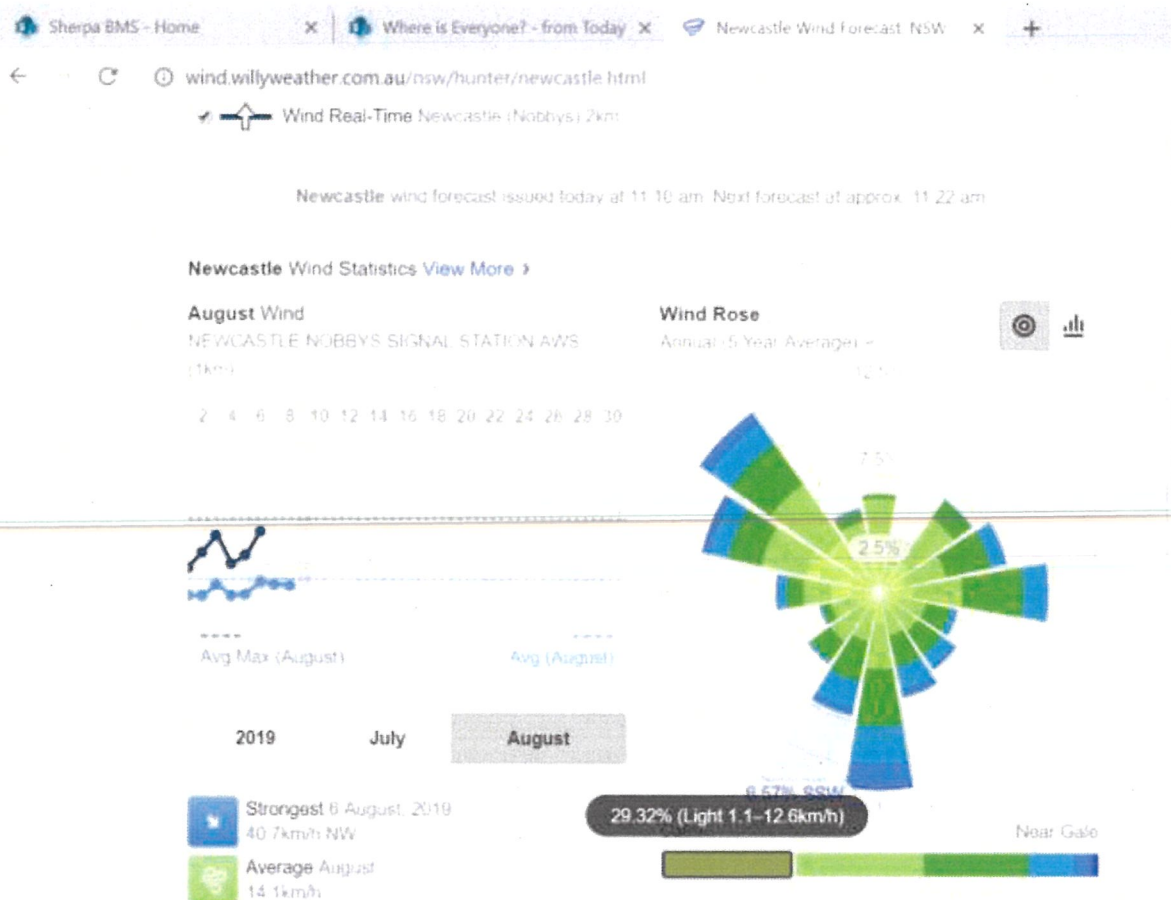 Sherpa BMS - Home
Where is Everyone? - from Today
Newcastle Wind Forecast, NSW
wind.willyweather.com.au/nsw/hunter/newcastle.html
Wind Real-Time Newcastle (Nobbys) 2km
Newcastle wind forecast issued today at 11:10 am. Next forecast at approx. 11:22 am
Newcastle Wind Statistics View More
August Wind
NEWCASTLE NOBBYS SIGNAL STATION AWS
(1km)
2 4 6 8 10 12 14 16 18 20 22 24 26 28 30
Avg Max (August)
Avg (August)
2019
July
August
Strongest 6 August, 2019
40.7km/h NW
Average August
14.1km/h
Wind Rose
Annual (5 Year Average)
7.5%
2.5%
6.57% SSW
29.32% (Light 1.1–12.6km/h)
Near Gale